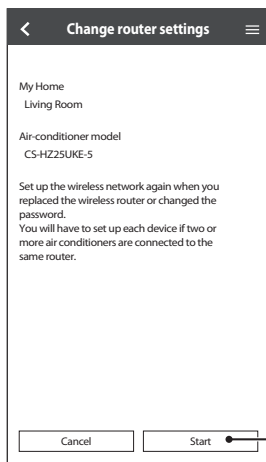 Change router settings
My Home
Living Room
Air-conditioner model
CS-HZ25UKE-5
Set up the wireless network again when you
replaced the wireless router or changed the
password.
You will have to set up each device if two or
more air conditioners are connected to the
same router.
Cancel
Start